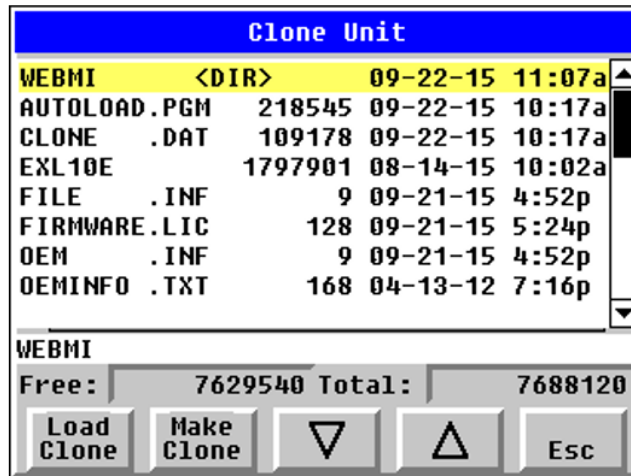 Clone Unit
WEBMI <DIR> 09-22-15 11:07a
AUTOLOAD.PGM 218545 09-22-15 10:17a
CLONE .DAT 109178 09-22-15 10:17a
EXL10E 1797901 08-14-15 10:02a
FILE .INF 9 09-21-15 4:52p
FIRMWARE.LIC 128 09-21-15 5:24p
OEM .INF 9 09-21-15 4:52p
OEMINFO .TXT 168 04-13-12 7:16p
WEBMI
Free: 7629540 Total: 7688120
Load Clone
Make Clone
Esc